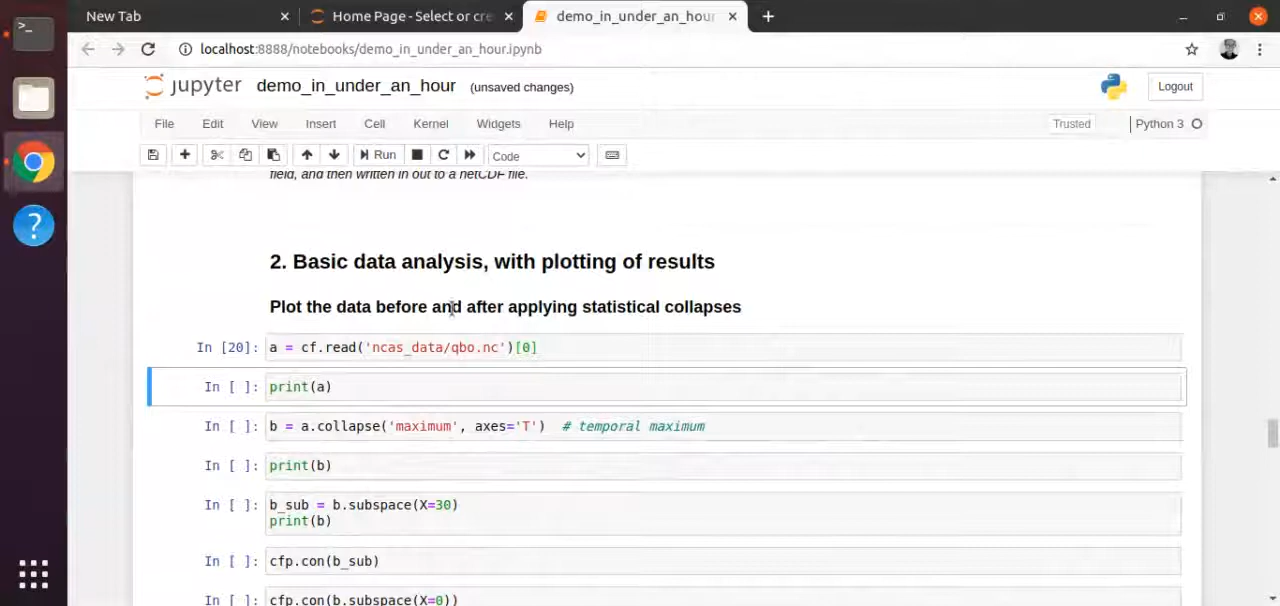 New Tab
Home Page - Select or cre
demo_in_under_an_hour
localhost:8888/notebooks/demo_in_under_an_hour.ipynb
jupyter demo_in_under_an_hour (unsaved changes)
Logout
File Edit View Insert Cell Kernel Widgets Help
Trusted
Python 3
Run
Code
field, and then written in out to a netCDF file.
2. Basic data analysis, with plotting of results
Plot the data before and after applying statistical collapses
In [20]: a = cf.read('ncas_data/qbo.nc')[0]
In [ ]: print(a)
In [ ]: b = a.collapse('maximum', axes='T')  # temporal maximum
In [ ]: print(b)
In [ ]: b_sub = b.subspace(X=30)
print(b)
In [ ]: cfp.con(b_sub)
In [ ]: cfp.con(b.subspace(X=0))